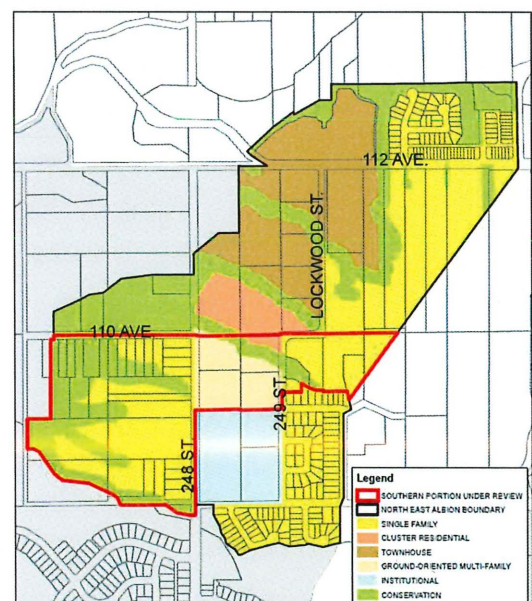 112 AVE.
LOCKWOOD ST.
110 AVE.
249 ST.
248 ST.
Legend
SOUTHERN PORTION UNDER REVIEW
NORTH EAST ALBION BOUNDARY
SINGLE FAMILY
CLUSTER RESIDENTIAL
TOWNHOUSE
GROUND-ORIENTED MULTI-FAMILY
INSTITUTIONAL
CONSERVATION